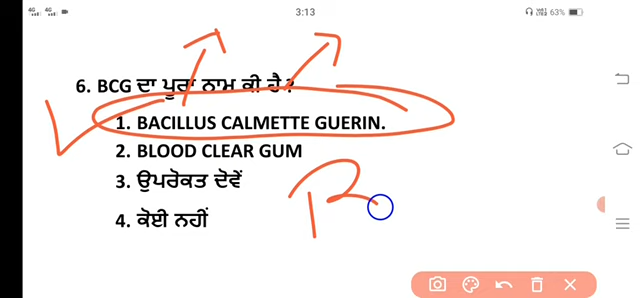 3:13
63%
6. BCG ਦਾ ਪੂਰਾ ਨਾਮ ਕੀ ਹੈ ?
1. BACILLUS CALMETTE GUERIN.
2. BLOOD CLEAR GUM
3. ਉਪਰੋਕਤ ਦੋਵੇਂ
4. ਕੋਈ ਨਹੀਂ